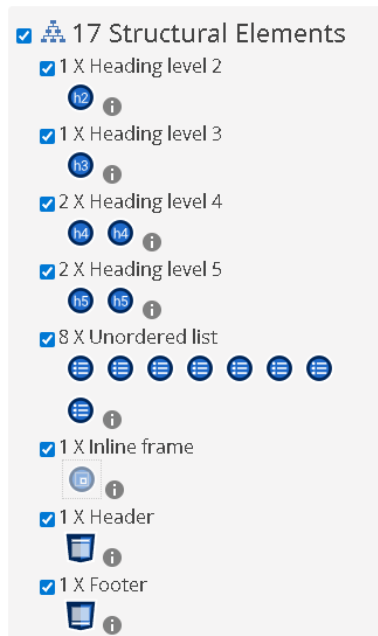 17 Structural Elements
1 X Heading level 2
h2
1 X Heading level 3
h3
2 X Heading level 4
h4 h4
2 X Heading level 5
h5 h5
8 X Unordered list
1 X Inline frame
1 X Header
1 X Footer